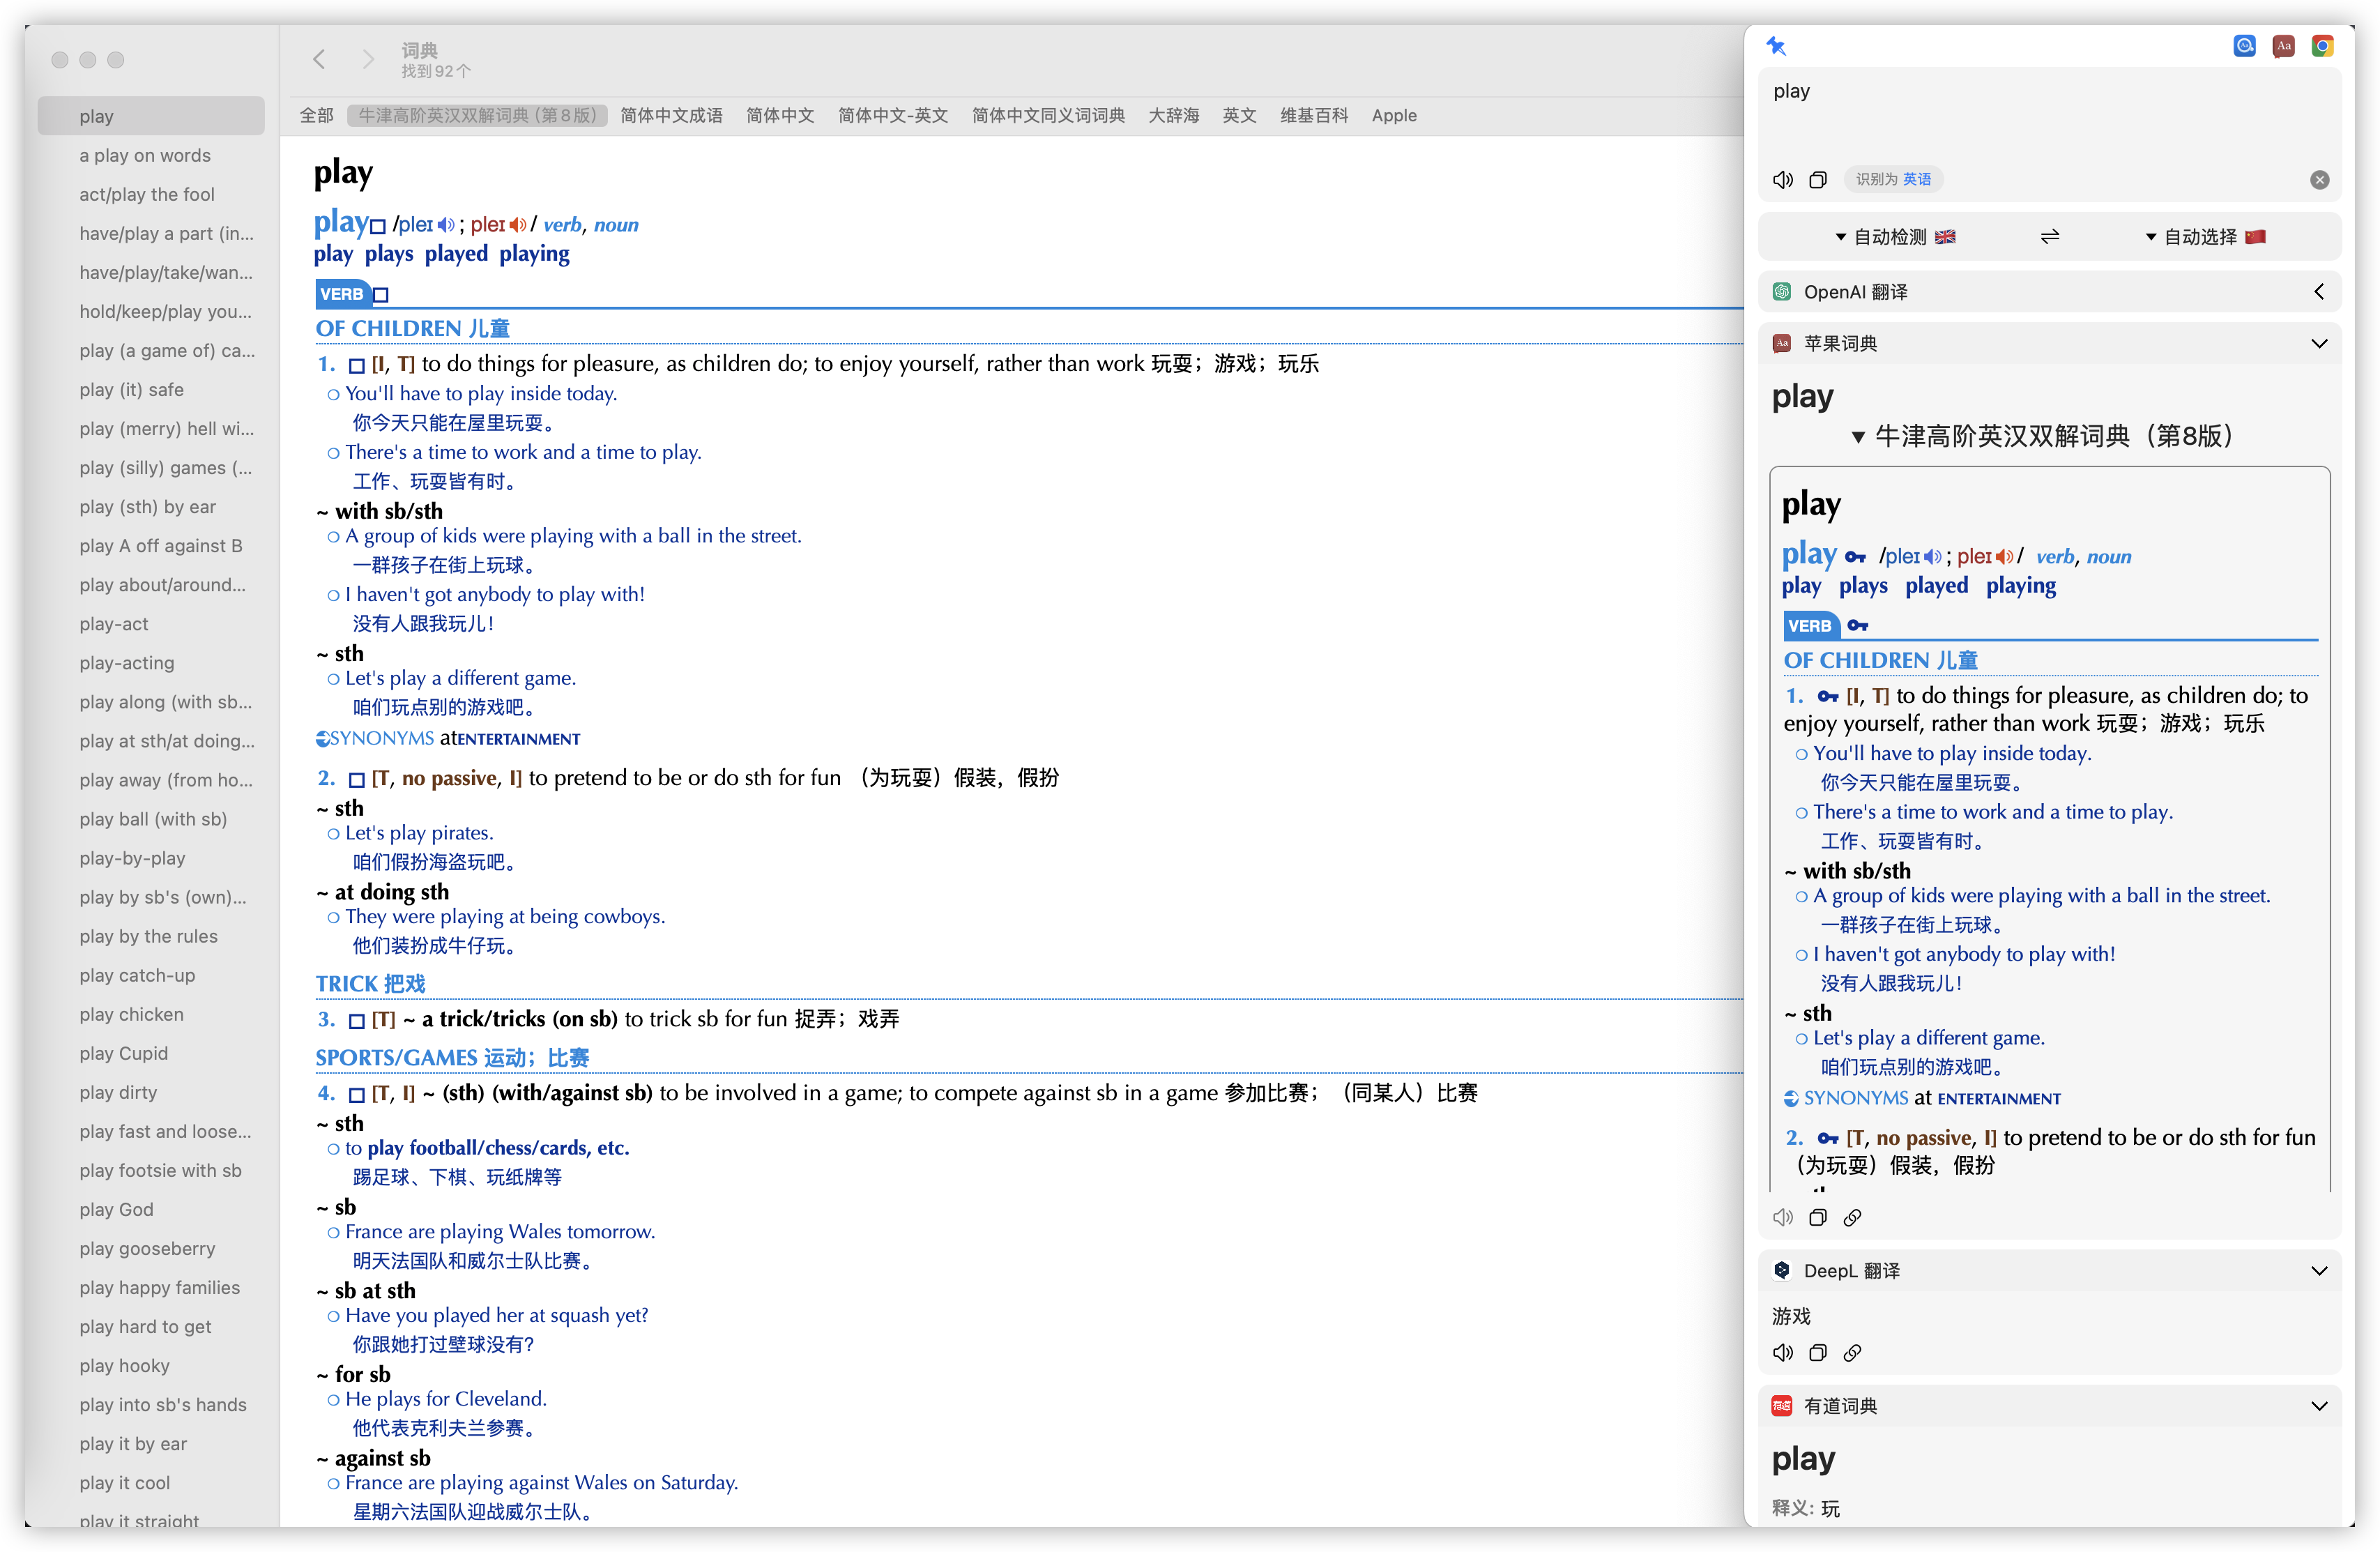 词典
找到 92 个
全部 牛津高阶英汉双解词典（第 8 版） 简体中文成语 简体中文 简体中文-英文 简体中文同义词词典 大辞海 英文 维基百科 Apple
play
a play on words
act/play the fool
have/play a part (in...
have/play/take/wan...
hold/keep/play you...
play (a game of) ca...
play (it) safe
play (merry) hell wi...
play (silly) games (...
play (sth) by ear
play A off against B
play about/around...
play-act
play-acting
play along (with sb...
play at sth/at doing...
play away (from ho...
play ball (with sb)
play-by-play
play by sb's (own)...
play by the rules
play catch-up
play chicken
play Cupid
play dirty
play fast and loose...
play footsie with sb
play God
play gooseberry
play happy families
play hard to get
play hooky
play into sb's hands
play it by ear
play it cool
play it straight
play
play /pleɪ ; pleɪ / verb, noun
play plays played playing
VERB
OF CHILDREN 儿童
1. [I, T] to do things for pleasure, as children do; to enjoy yourself, rather than work 玩耍；游戏；玩乐
You'll have to play inside today.
你今天只能在屋里玩耍。
There's a time to work and a time to play.
工作、玩耍皆有时。
~ with sb/sth
A group of kids were playing with a ball in the street.
一群孩子在街上玩球。
I haven't got anybody to play with!
没有人跟我玩儿！
~ sth
Let's play a different game.
咱们玩点别的游戏吧。
SYNONYMS atENTERTAINMENT
2. [T, no passive, I] to pretend to be or do sth for fun （为玩耍）假装，假扮
~ sth
Let's play pirates.
咱们假扮海盗玩吧。
~ at doing sth
They were playing at being cowboys.
他们装扮成牛仔玩。
TRICK 把戏
3. [T] ~ a trick/tricks (on sb) to trick sb for fun 捉弄；戏弄
SPORTS/GAMES 运动；比赛
4. [T, I] ~ (sth) (with/against sb) to be involved in a game; to compete against sb in a game 参加比赛；（同某人）比赛
~ sth
to play football/chess/cards, etc.
踢足球、下棋、玩纸牌等
~ sb
France are playing Wales tomorrow.
明天法国队和威尔士队比赛。
~ sb at sth
Have you played her at squash yet?
你跟她打过壁球没有？
~ for sb
He plays for Cleveland.
他代表克利夫兰参赛。
~ against sb
France are playing against Wales on Saturday.
星期六法国队迎战威尔士队。
play
识别为 英语
自动检测 自动选择
OpenAI 翻译
苹果词典
play
牛津高阶英汉双解词典（第8版）
play
play /pleɪ ; pleɪ / verb, noun
play plays played playing
VERB
OF CHILDREN 儿童
1. [I, T] to do things for pleasure, as children do; to
enjoy yourself, rather than work 玩耍；游戏；玩乐
You'll have to play inside today.
你今天只能在屋里玩耍。
There's a time to work and a time to play.
工作、玩耍皆有时。
~ with sb/sth
A group of kids were playing with a ball in the street.
一群孩子在街上玩球。
I haven't got anybody to play with!
没有人跟我玩儿！
~ sth
Let's play a different game.
咱们玩点别的游戏吧。
SYNONYMS at ENTERTAINMENT
2. [T, no passive, I] to pretend to be or do sth for fun
（为玩耍）假装，假扮
DeepL 翻译
游戏
有道词典
play
释义: 玩